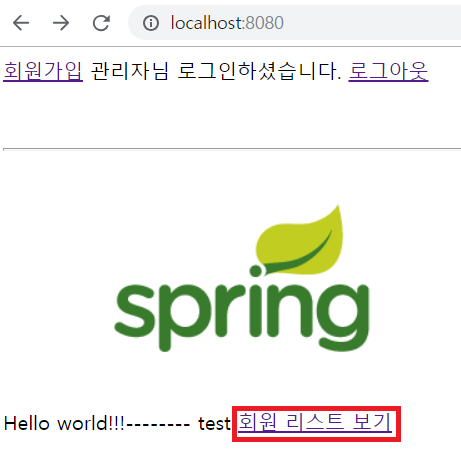 localhost:8080
회원가입 관리자님 로그인하셨습니다. 로그아웃
spring
Hello world!!!-------- test 회원 리스트 보기